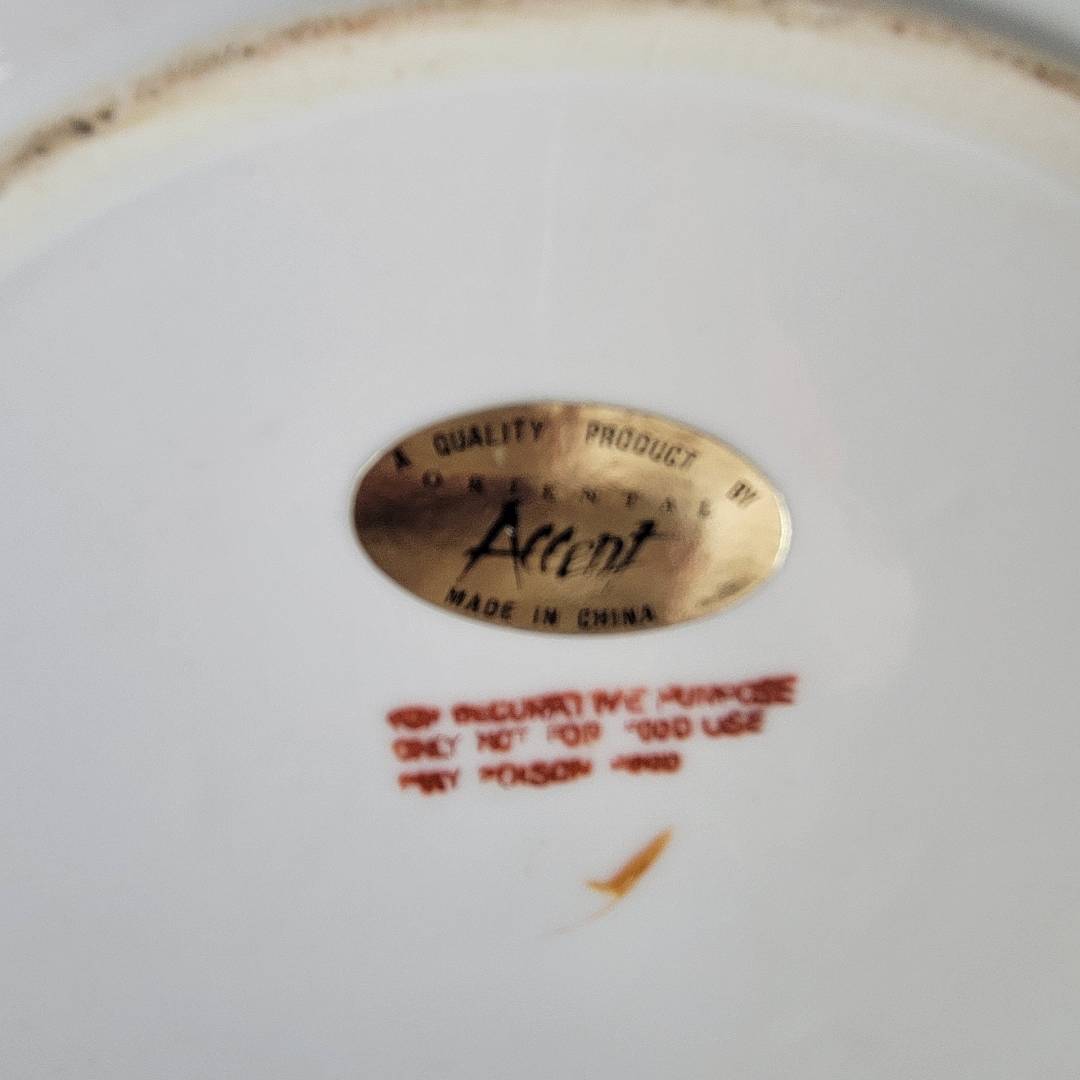 A QUALITY PRODUCT BY
ORIENTAL
Accent
MADE IN CHINA
FOR DECORATIVE PURPOSE
ONLY NOT FOR FOOD USE
MAY POISON FOOD